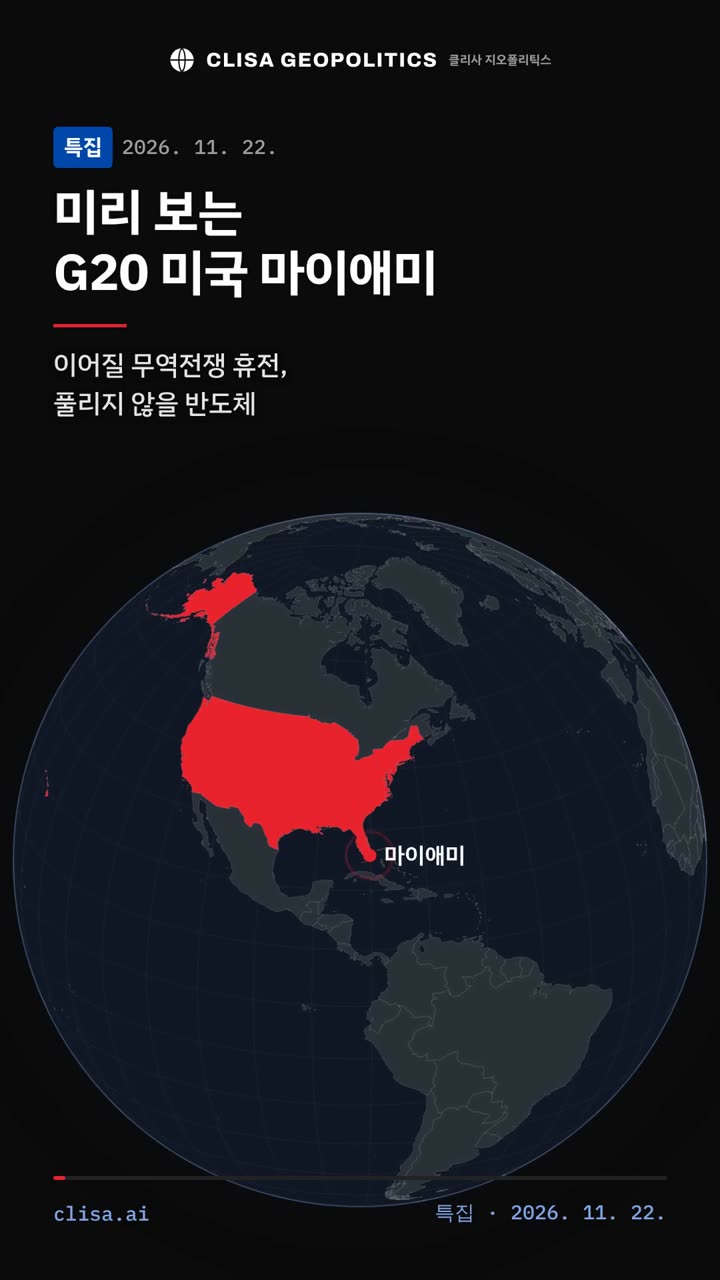 CLISA GEOPOLITICS 클리사 지오폴리틱스
특집 2026. 11. 22.
미리 보는
G20 미국 마이애미
이어질 무역전쟁 휴전,
풀리지 않을 반도체
마이애미
clisa.ai 특집 · 2026. 11. 22.